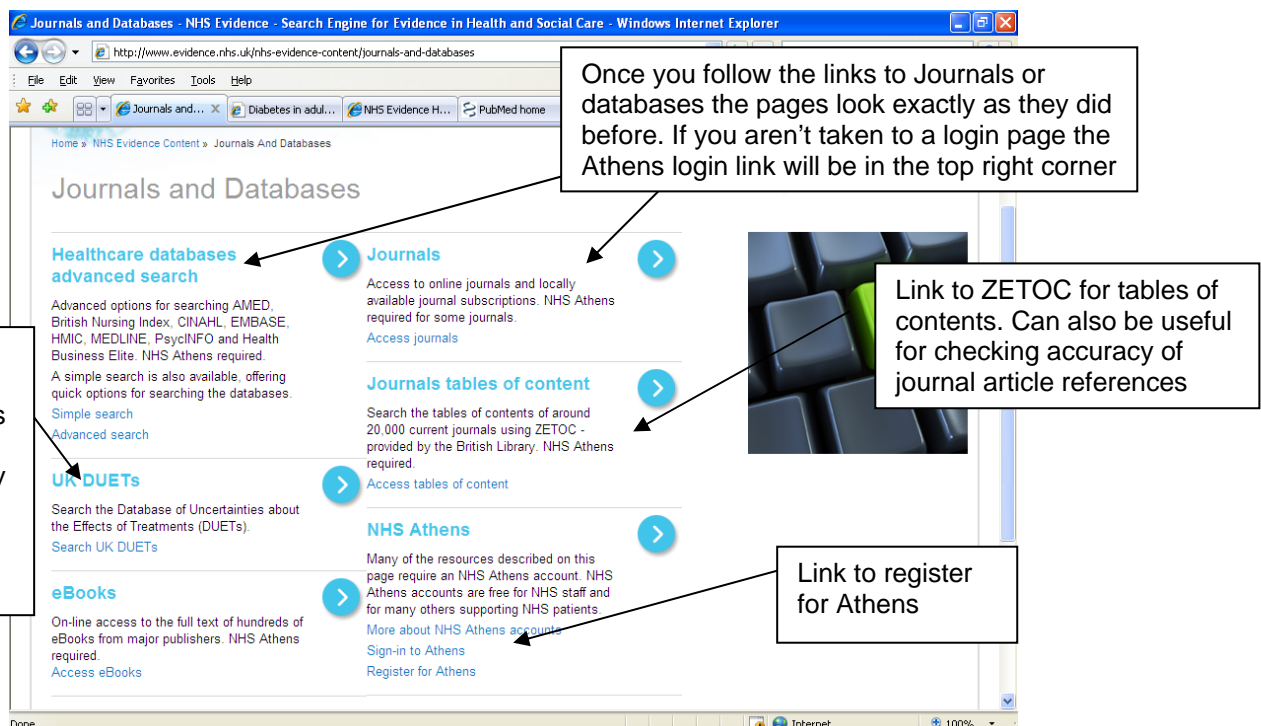 Journals and Databases - NHS Evidence - Search Engine for Evidence in Health and Social Care - Windows Internet Explorer
http://www.evidence.nhs.uk/nhs-evidence-content/journals-and-databases
File Edit View Favorites Tools Help
Journals and... Diabetes in adul... NHS Evidence H... PubMed home
Once you follow the links to Journals or
databases the pages look exactly as they did
before. If you aren’t taken to a login page the
Athens login link will be in the top right corner
Home » NHS Evidence Content » Journals And Databases
Journals and Databases
Healthcare databases
advanced search
Advanced options for searching AMED,
British Nursing Index, CINAHL, EMBASE,
HMIC, MEDLINE, PsycINFO and Health
Business Elite. NHS Athens required.
A simple search is also available, offering
quick options for searching the databases.
Simple search
Advanced search
UK DUETs
Search the Database of Uncertainties about
the Effects of Treatments (DUETs).
Search UK DUETs
eBooks
On-line access to the full text of hundreds of
eBooks from major publishers. NHS Athens
required.
Access eBooks
Journals
Access to online journals and locally
available journal subscriptions. NHS Athens
required for some journals.
Access journals
Journals tables of content
Search the tables of contents of around
20,000 current journals using ZETOC -
provided by the British Library. NHS Athens
required.
Access tables of content
NHS Athens
Many of the resources described on this
page require an NHS Athens account. NHS
Athens accounts are free for NHS staff and
for many others supporting NHS patients.
More about NHS Athens accounts
Sign-in to Athens
Register for Athens
Link to ZETOC for tables of
contents. Can also be useful
for checking accuracy of
journal article references
Link to register
for Athens
Done
Internet
100%